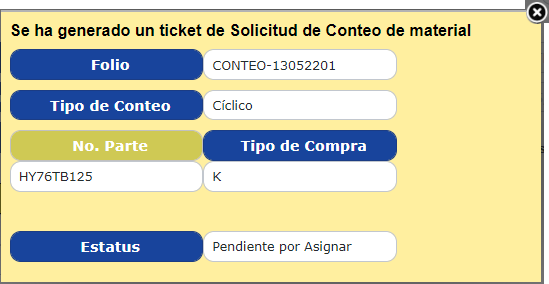 Se ha generado un ticket de Solicitud de Conteo de material
Folio CONTEO-13052201
Tipo de Conteo Cíclico
No. Parte Tipo de Compra
HY76TB125 K
Estatus Pendiente por Asignar